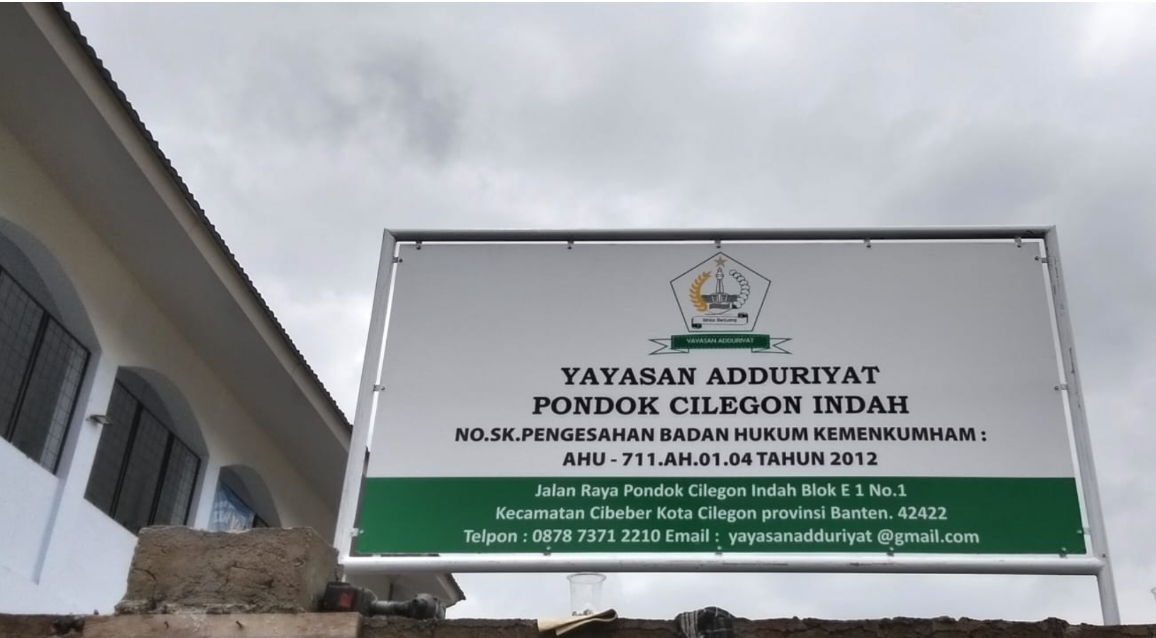 YAYASAN ADDURIYAT
YAYASAN ADDURIYAT
PONDOK CILEGON INDAH
NO.SK.PENGESAHAN BADAN HUKUM KEMENKUMHAM :
AHU - 711.AH.01.04 TAHUN 2012
Jalan Raya Pondok Cilegon Indah Blok E 1 No.1
Kecamatan Cibeber Kota Cilegon provinsi Banten. 42422
Telpon : 0878 7371 2210 Email : yayasanadduriyat @gmail.com